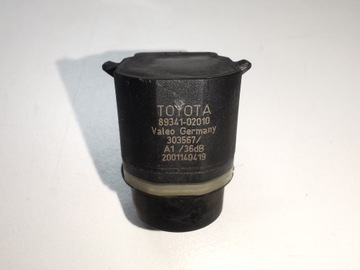 TOYOTA
89341-02010
Valeo Germany
303567/
A1 /36dB
2001140419